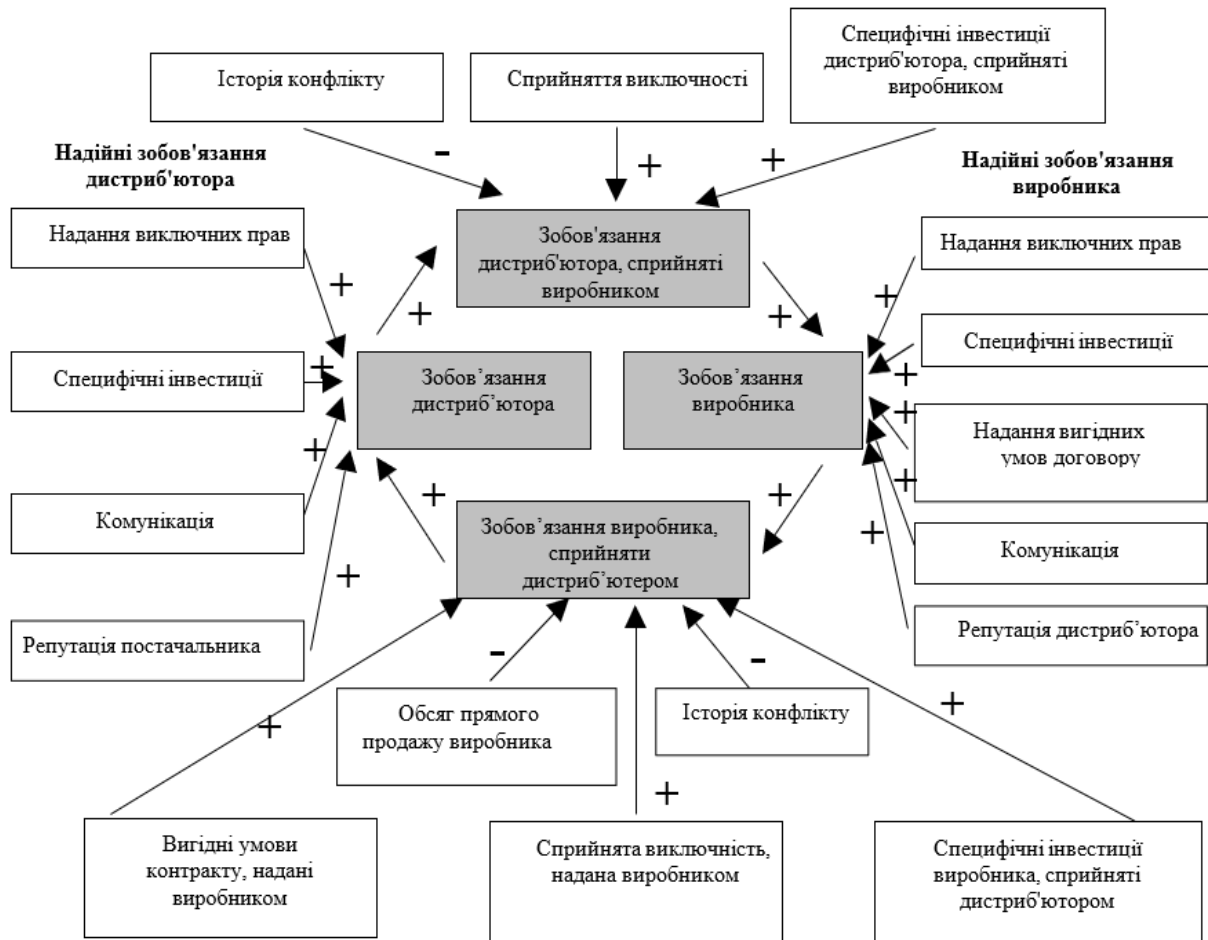 Історія конфлікту
Сприйняття виключності
Специфічні інвестиції
дистриб'ютора, сприйняті
виробником
-
+
+
Надійні зобов'язання
дистриб'ютора
Надійні зобов'язання
виробника
Надання виключних прав
Зобов'язання
дистриб'ютора, сприйняті
виробником
Надання виключних прав
+
+
+
+
Специфічні інвестиції
+
Зобов’язання
дистриб’ютора
Зобов’язання
виробника
Специфічні інвестиції
+
+
Надання вигідних
умов договору
+
+
+
+
Комунікація
Зобов’язання виробника,
сприйняти
дистриб’ютером
Комунікація
+
+
Репутація постачальника
Репутація дистриб’ютора
-
-
Обсяг прямого
продажу виробника
Історія конфлікту
+
+
+
Вигідні умови
контракту, надані
виробником
Сприйнята виключність,
надана виробником
Специфічні інвестиції
виробника, сприйняті
дистриб'ютором